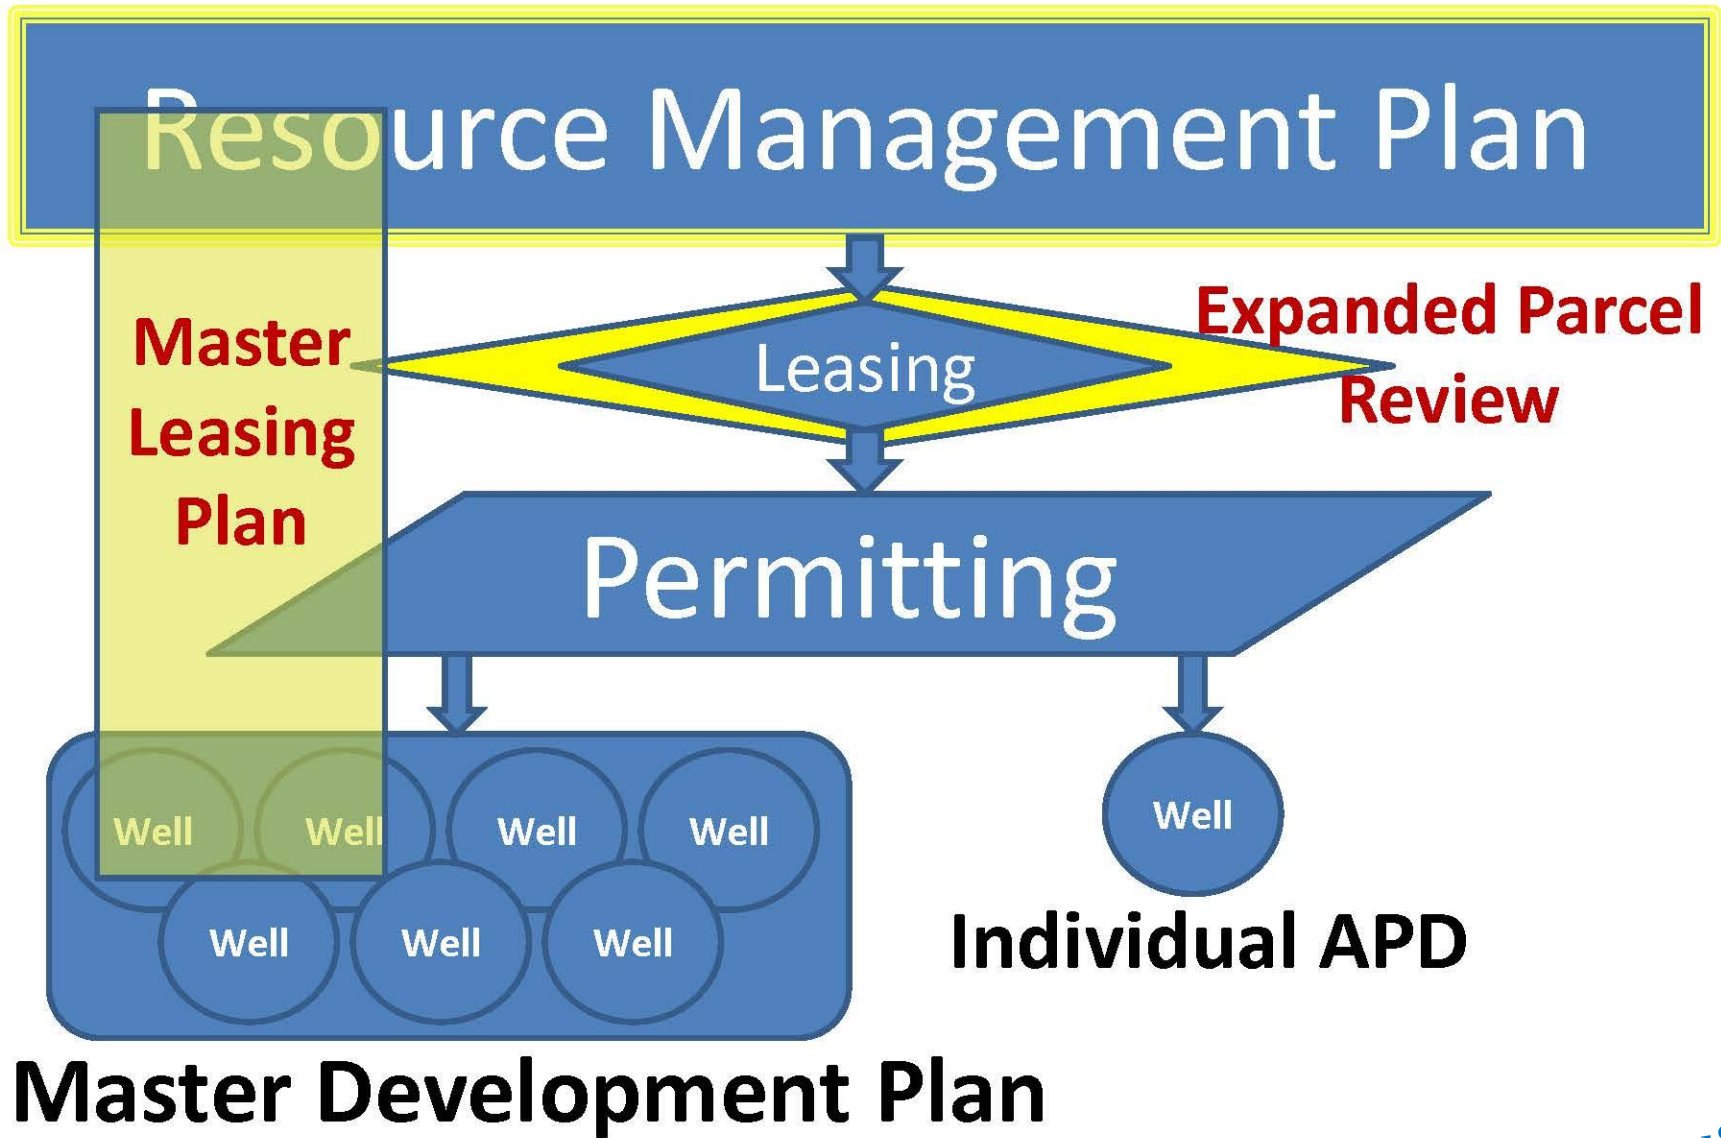 Resource Management Plan
Master
Leasing
Plan
Leasing
Expanded Parcel
Review
Permitting
Well Well Well Well
Well Well Well
Master Development Plan
Well
Individual APD